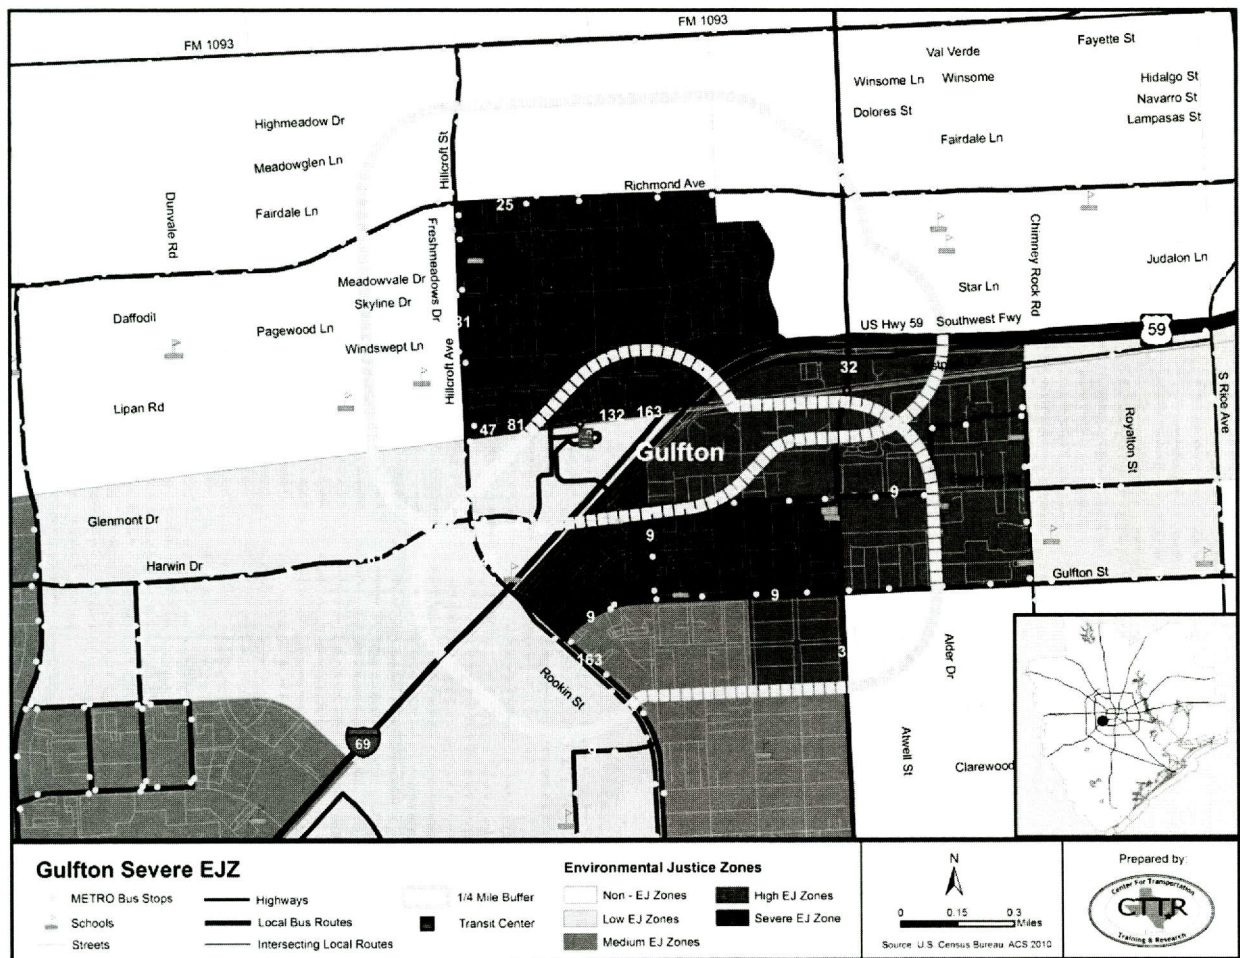 FM 1093
FM 1093
Val Verde
Fayette St
Winsome Ln
Winsome
Hidalgo St
Dolores St
Navarro St
Lampasas St
Highmeadow Dr
Fairdale Ln
Hillcroft St
Meadowglen Ln
Richmond Ave
Dunvale Rd
Fairdale Ln
25
Freshmeadows Dr
Chimney Rock Rd
Judalon Ln
Meadowvale Dr
Star Ln
Skyline Dr
Daffodil
Pagewood Ln
US Hwy 59
Southwest Fwy
59
Windswept Ln
Hillcroft Ave
32
Lipan Rd
S Rice Ave
Royalton St
47
81
132
163
Gulfton
9
9
Glenmont Dr
9
Harwin Dr
Gulfton St
9
9
163
Rookin St
Alder Dr
Atwell St
Clarewood
69
Gulfton Severe EJZ
METRO Bus Stops
Schools
Streets
Highways
Local Bus Routes
Intersecting Local Routes
1/4 Mile Buffer
Transit Center
Environmental Justice Zones
Non - EJ Zones
Low EJ Zones
Medium EJ Zones
High EJ Zones
Severe EJ Zone
N
0 0.15 0.3
Miles
Source: U.S. Census Bureau, ACS 2010
Prepared by:
Center For Transportation
CTTR
Training & Research